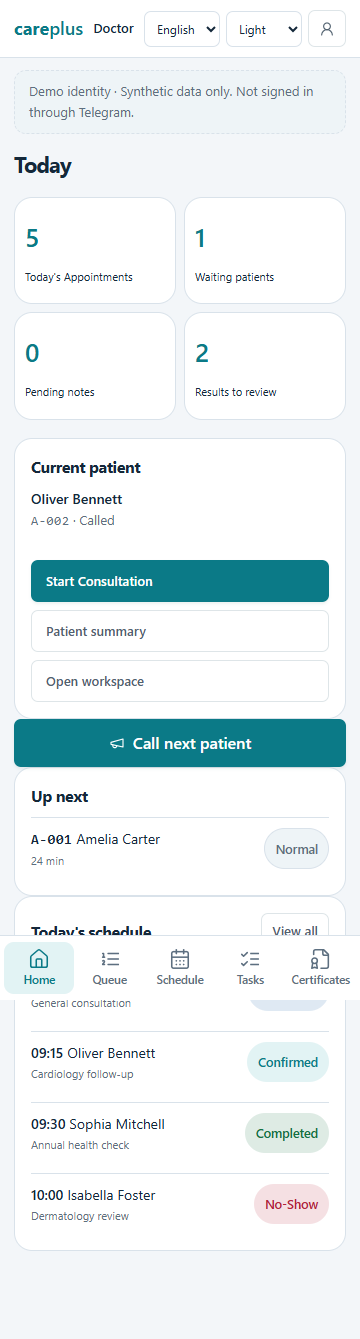 careplus Doctor English Light
Demo identity · Synthetic data only. Not signed in
through Telegram.
Today
5
Today's Appointments
1
Waiting patients
0
Pending notes
2
Results to review
Current patient
Oliver Bennett
A-002 · Called
Start Consultation
Patient summary
Open workspace
Call next patient
Up next
A-001 Amelia Carter
24 min
Normal
Today's schedule
View all
Home
Queue
Schedule
Tasks
Certificates
General consultation
09:15 Oliver Bennett
Cardiology follow-up
Confirmed
09:30 Sophia Mitchell
Annual health check
Completed
10:00 Isabella Foster
Dermatology review
No-Show